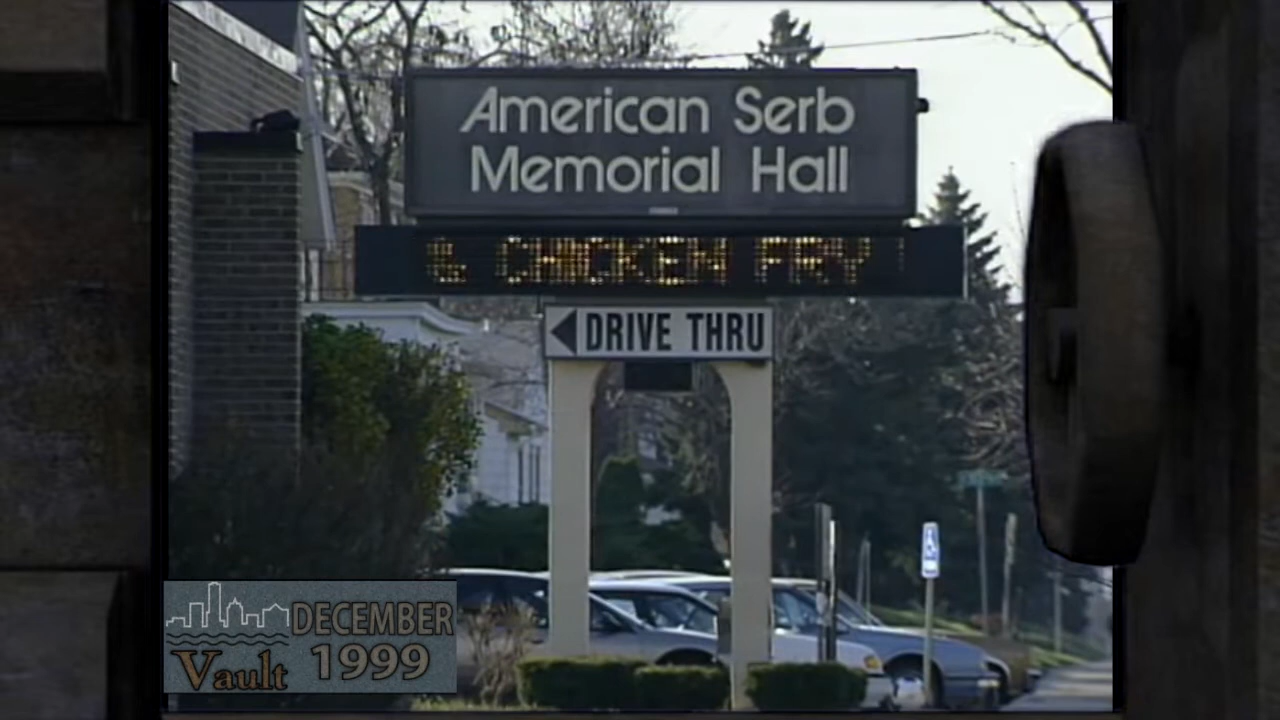 American Serb
Memorial Hall
& CHICKEN FRY
DRIVE THRU
DECEMBER
Vault 1999